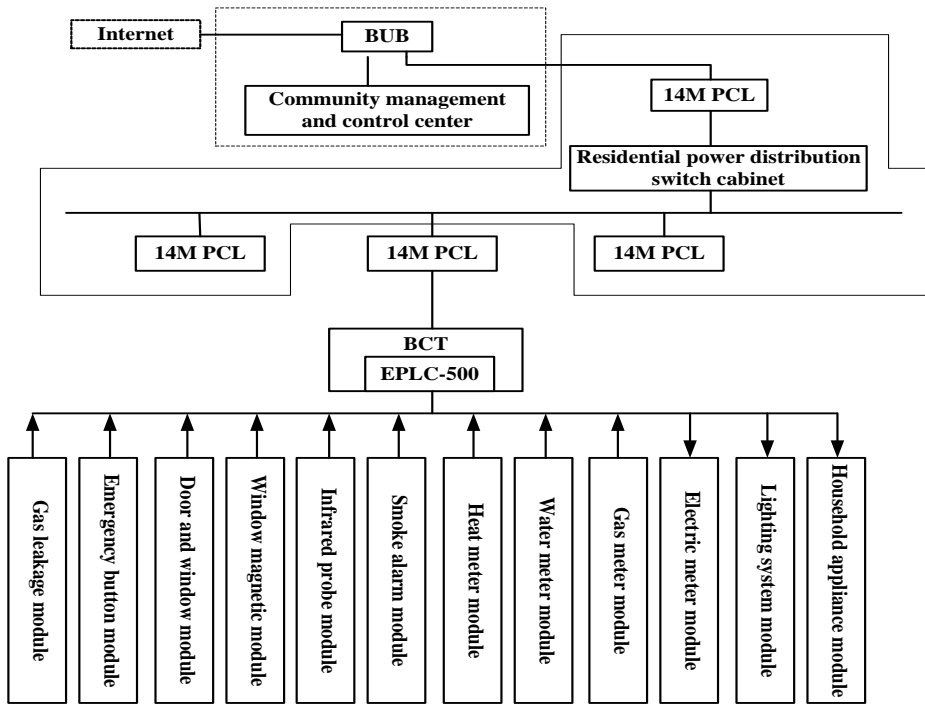 Internet
BUB
Community management
and control center
14M PCL
Residential power distribution
switch cabinet
14M PCL
14M PCL
14M PCL
BCT
EPLC-500
Gas leakage module
Emergency button module
Door and window module
Window magnetic module
Infrared probe module
Smoke alarm module
Heat meter module
Water meter module
Gas meter module
Electric meter module
Lighting system module
Household appliance module